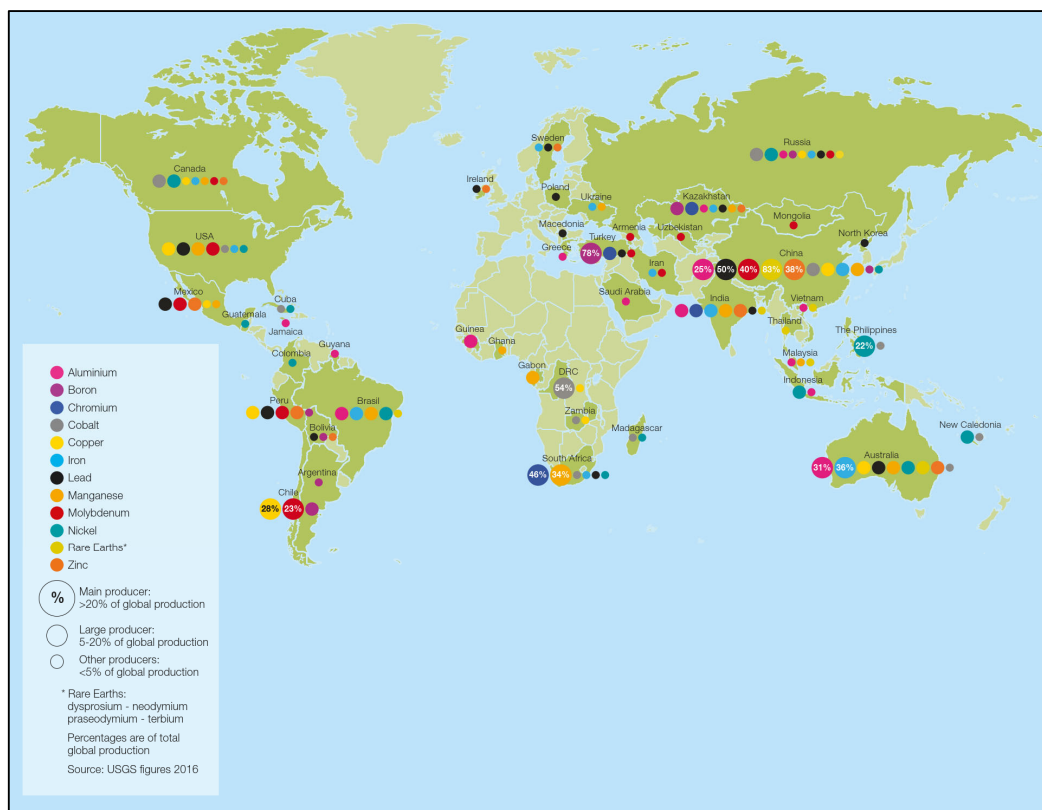 Sweden
Russia
Canada
Ireland
Poland
Ukraine
Kazakhstan
Mongolia
USA
Macedonia
Armenia
Uzbekistan
North Korea
Turkey
Greece
78%
Iran
China
25% 50% 40% 83% 38%
Mexico
Cuba
Saudi Arabia
India
Vietnam
Guatemala
Jamaica
Thailand
The Philippines
22%
Guinea
Ghana
Guyana
Colombia
Malaysia
Gabon
DRC
54%
Indonesia
Peru
Brasil
Zambia
Madagascar
New Caledonia
Bolivia
South Africa
46% 34%
Australia
31% 36%
Argentina
Chile
28% 23%
Aluminium
Boron
Chromium
Cobalt
Copper
Iron
Lead
Manganese
Molybdenum
Nickel
Rare Earths*
Zinc
% Main producer:
>20% of global production
Large producer:
5-20% of global production
Other producers:
<5% of global production
* Rare Earths:
dysprosium - neodymium
praseodymium - terbium
Percentages are of total
global production
Source: USGS figures 2016